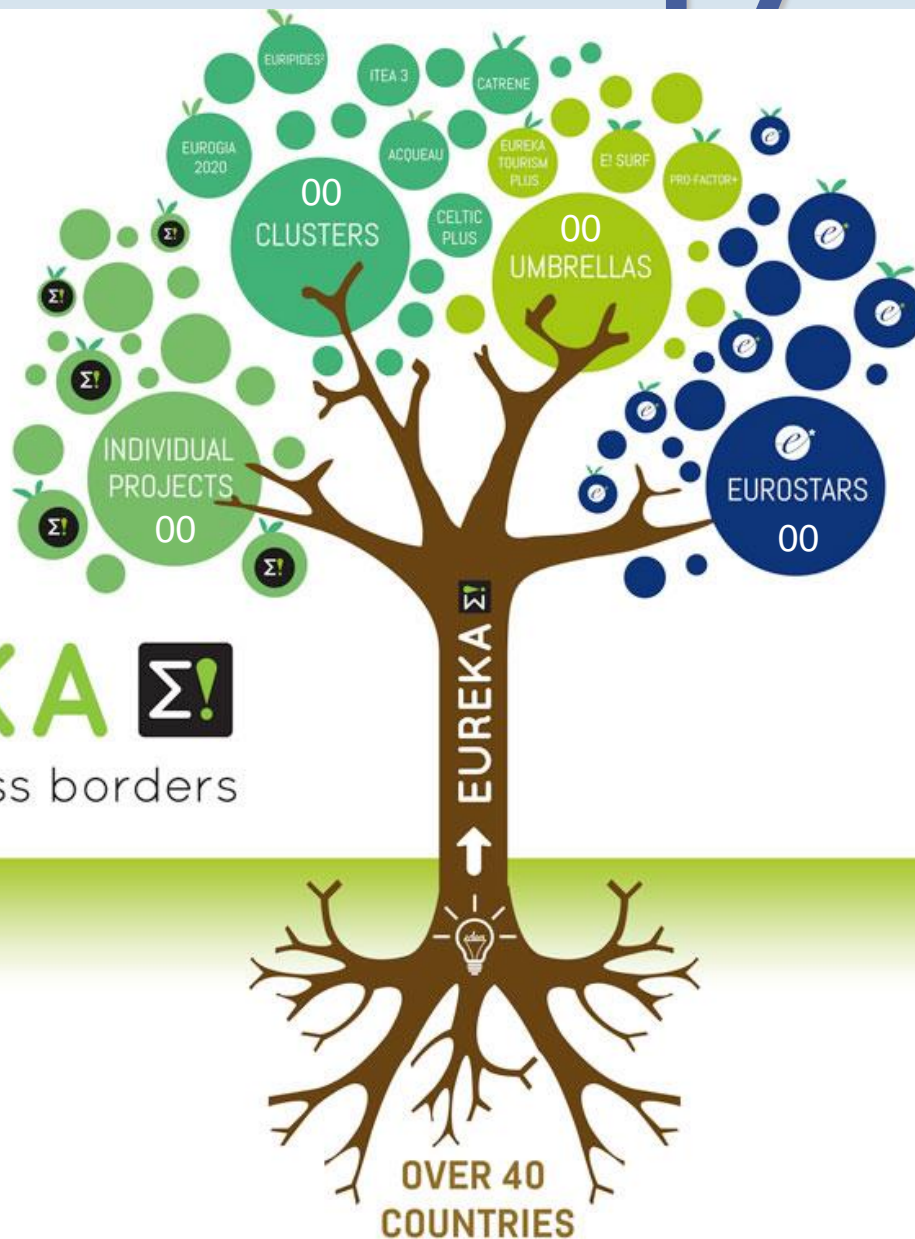 EURIPIDES²
ITEA 3
CATRENE
EUROGIA
2020
ACQUEAU
EUREKA
TOURISM
PLUS
E! SURF
PRO-FACTOR+
00
CLUSTERS
CELTIC
PLUS
00
UMBRELLAS
INDIVIDUAL
PROJECTS
00
e
EUROSTARS
00
KA Σ!
ss borders
EUREKA Σ!
idea
OVER 40
COUNTRIES